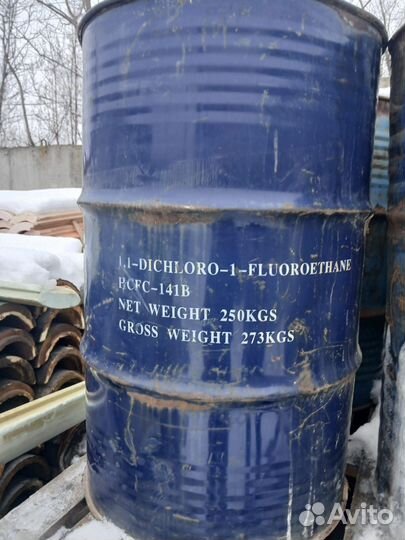 1,1-DICHLORO-1-FLUOROETHANE
HCFC-141B
NET WEIGHT 250KGS
GROSS WEIGHT 273KGS
Avito